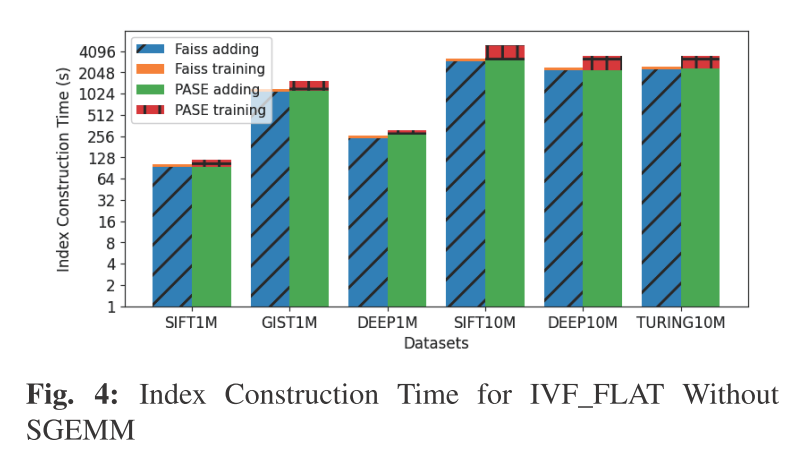 Index Construction Time (s)
4096
2048
1024
512
256
128
64
32
16
8
4
2
1
Faiss adding
Faiss training
PASE adding
PASE training
SIFT1M GIST1M DEEP1M SIFT10M DEEP10M TURING10M
Datasets
Fig. 4: Index Construction Time for IVF_FLAT Without
SGEMM